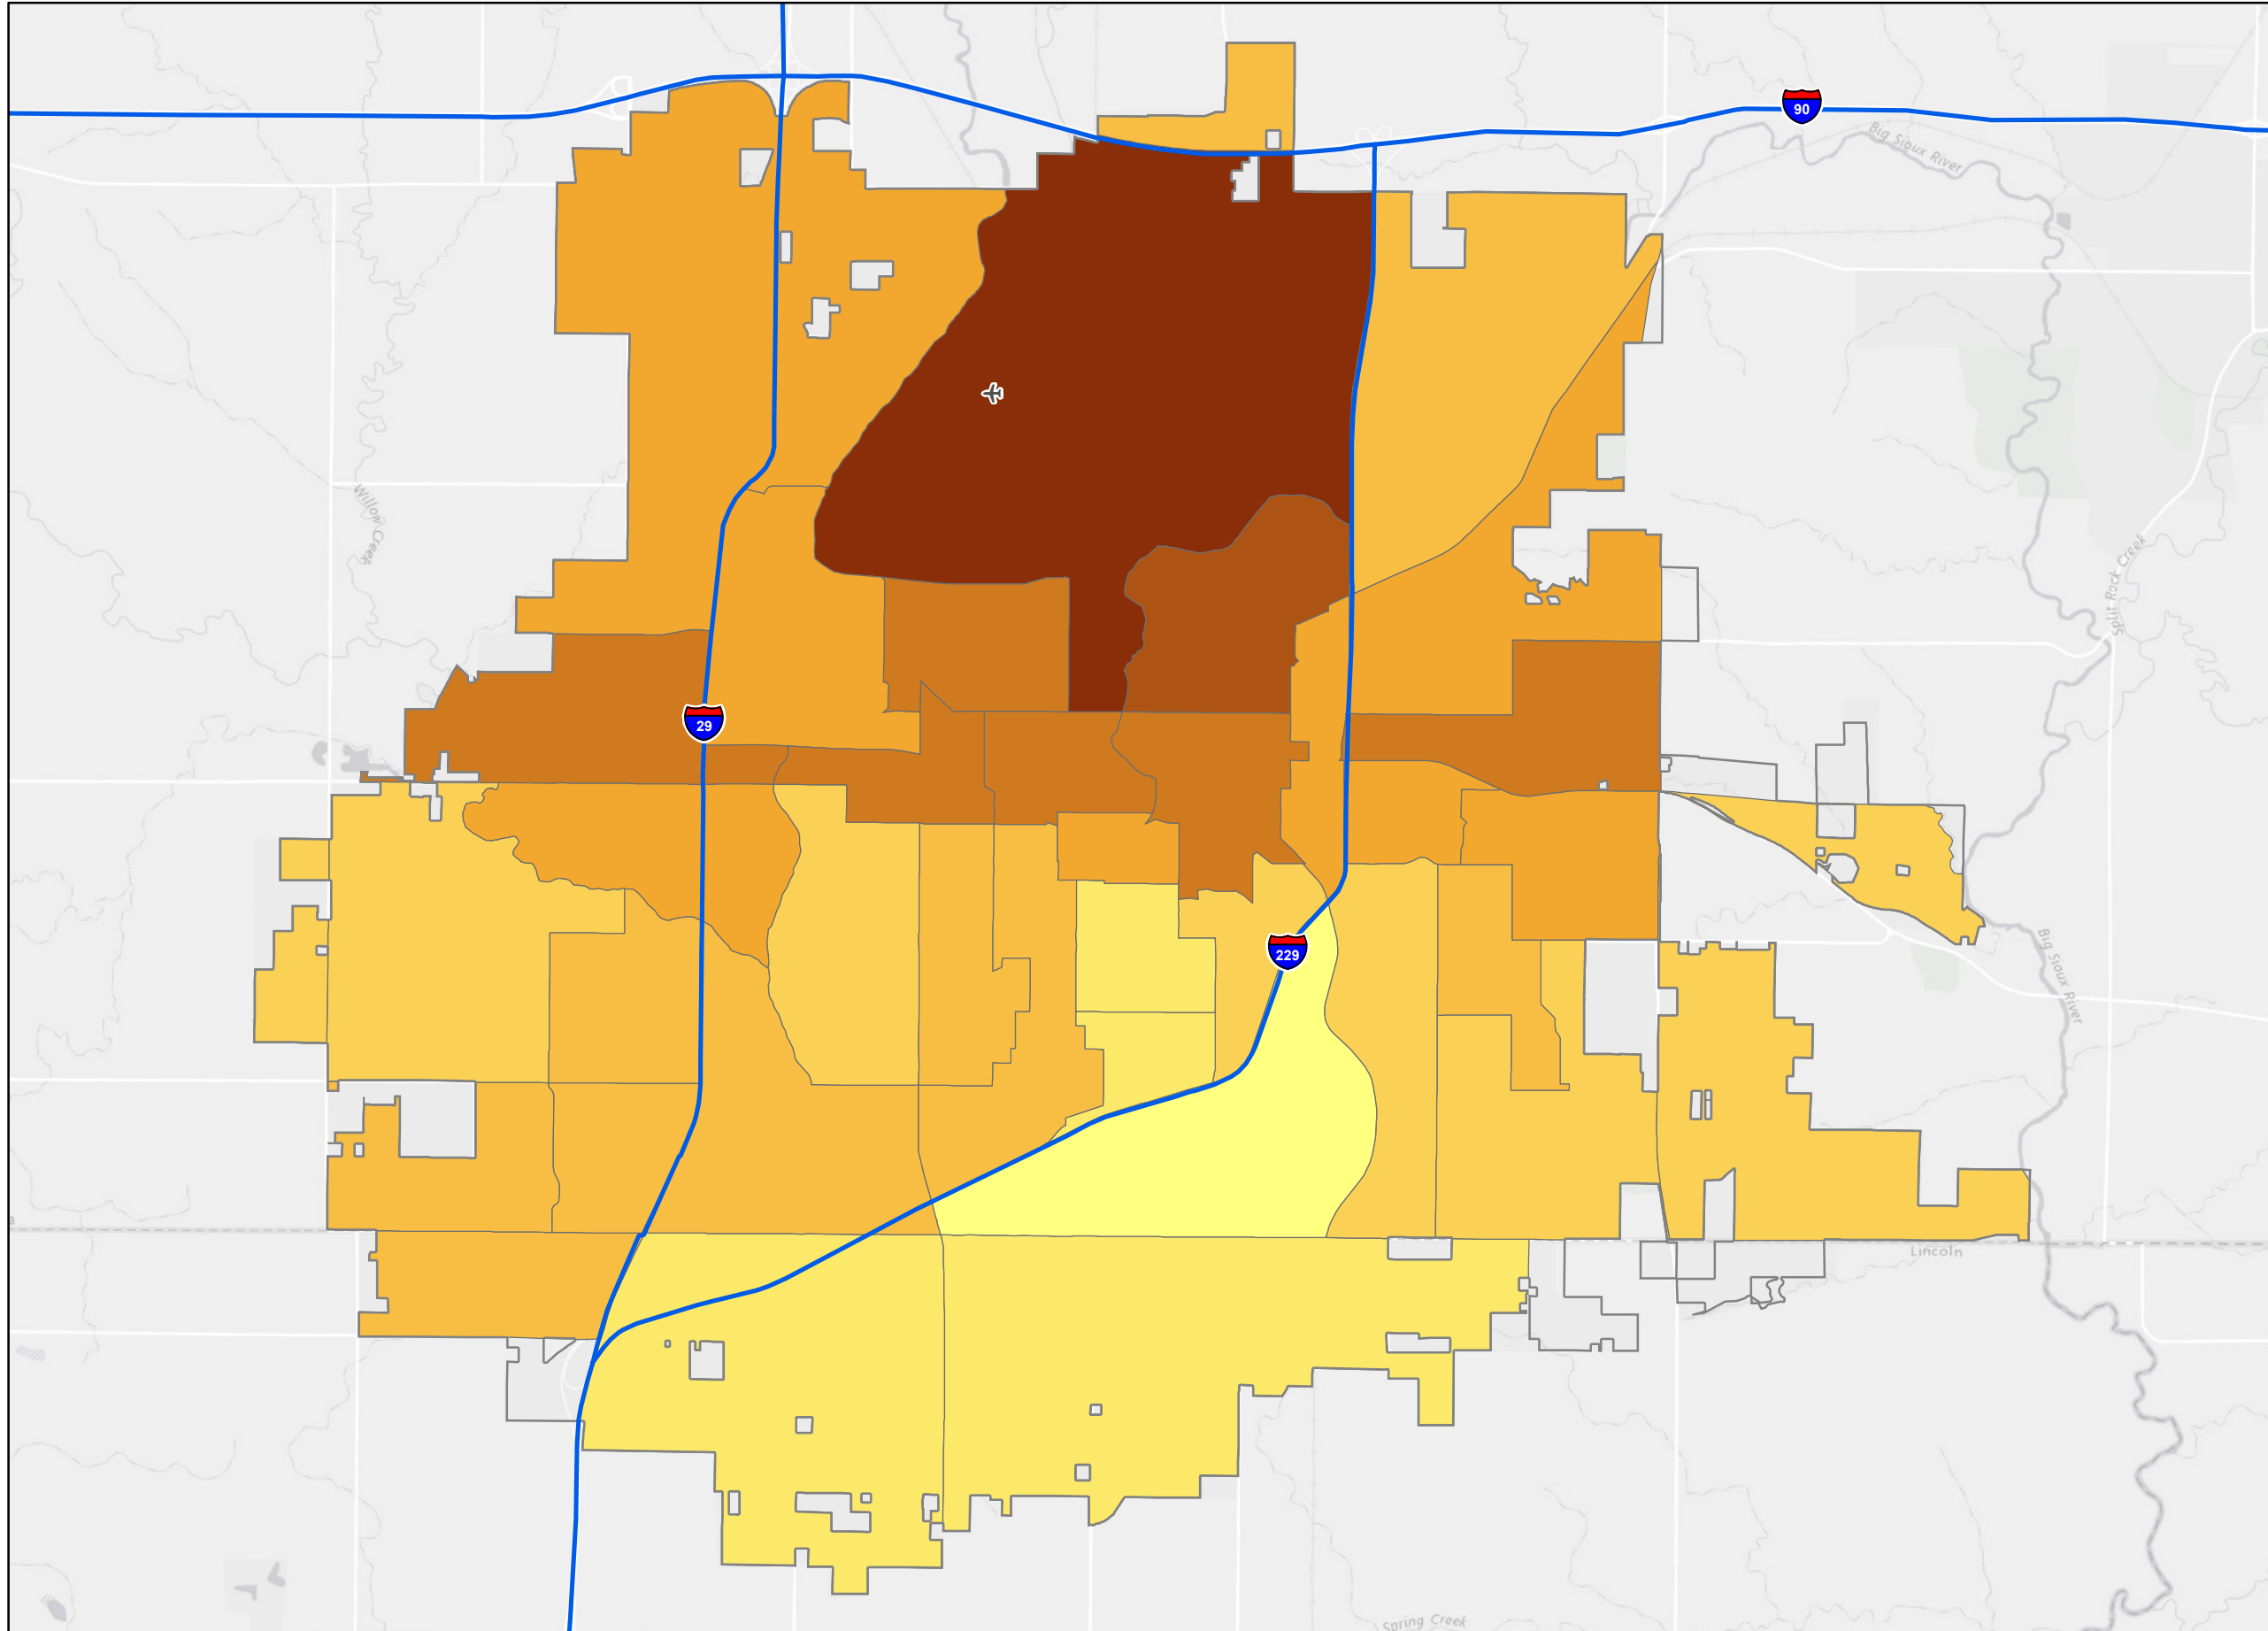 90
Big Sioux River
Willow Creek
Split Rock Creek
29
229
Big Sioux River
Lincoln
Spring Creek